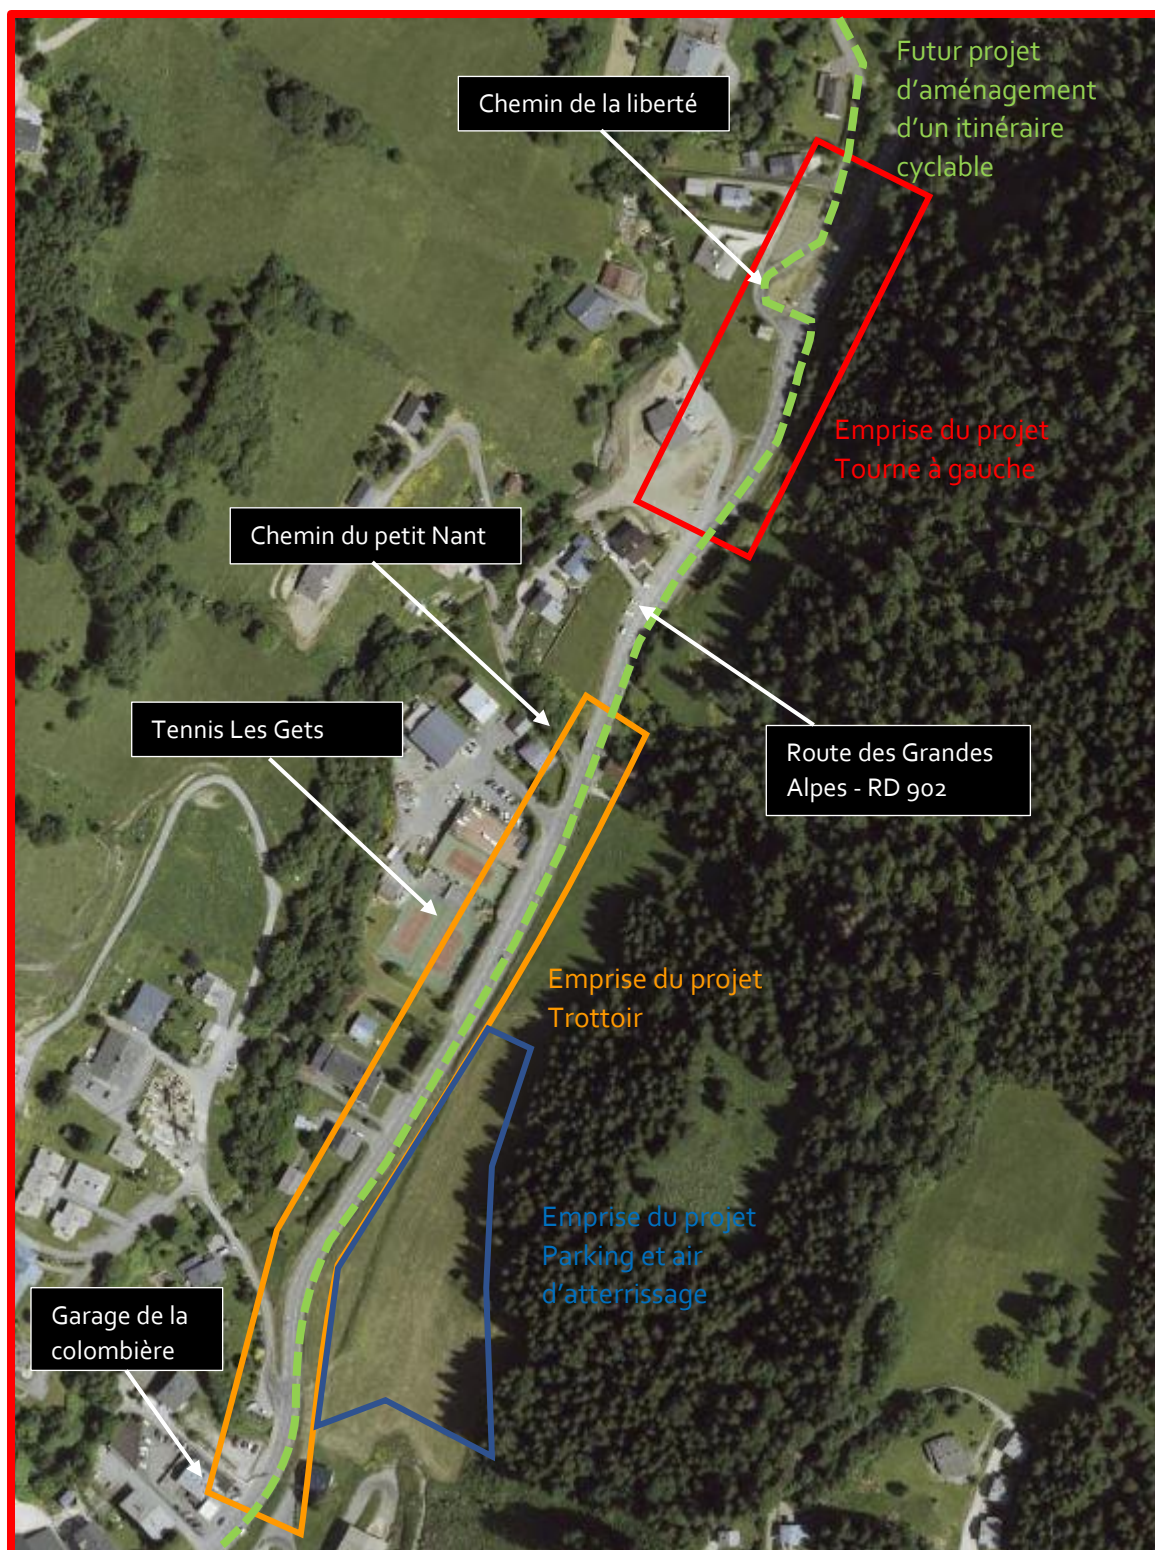 Futur projet
d'aménagement
d'un itinéraire
cyclable
Chemin de la liberté
Emprise du projet
Tourne à gauche
Chemin du petit Nant
Tennis Les Gets
Route des Grandes
Alpes - RD 902
Emprise du projet
Trottoir
Emprise du projet
Parking et air
d'atterrissage
Garage de la
colombière